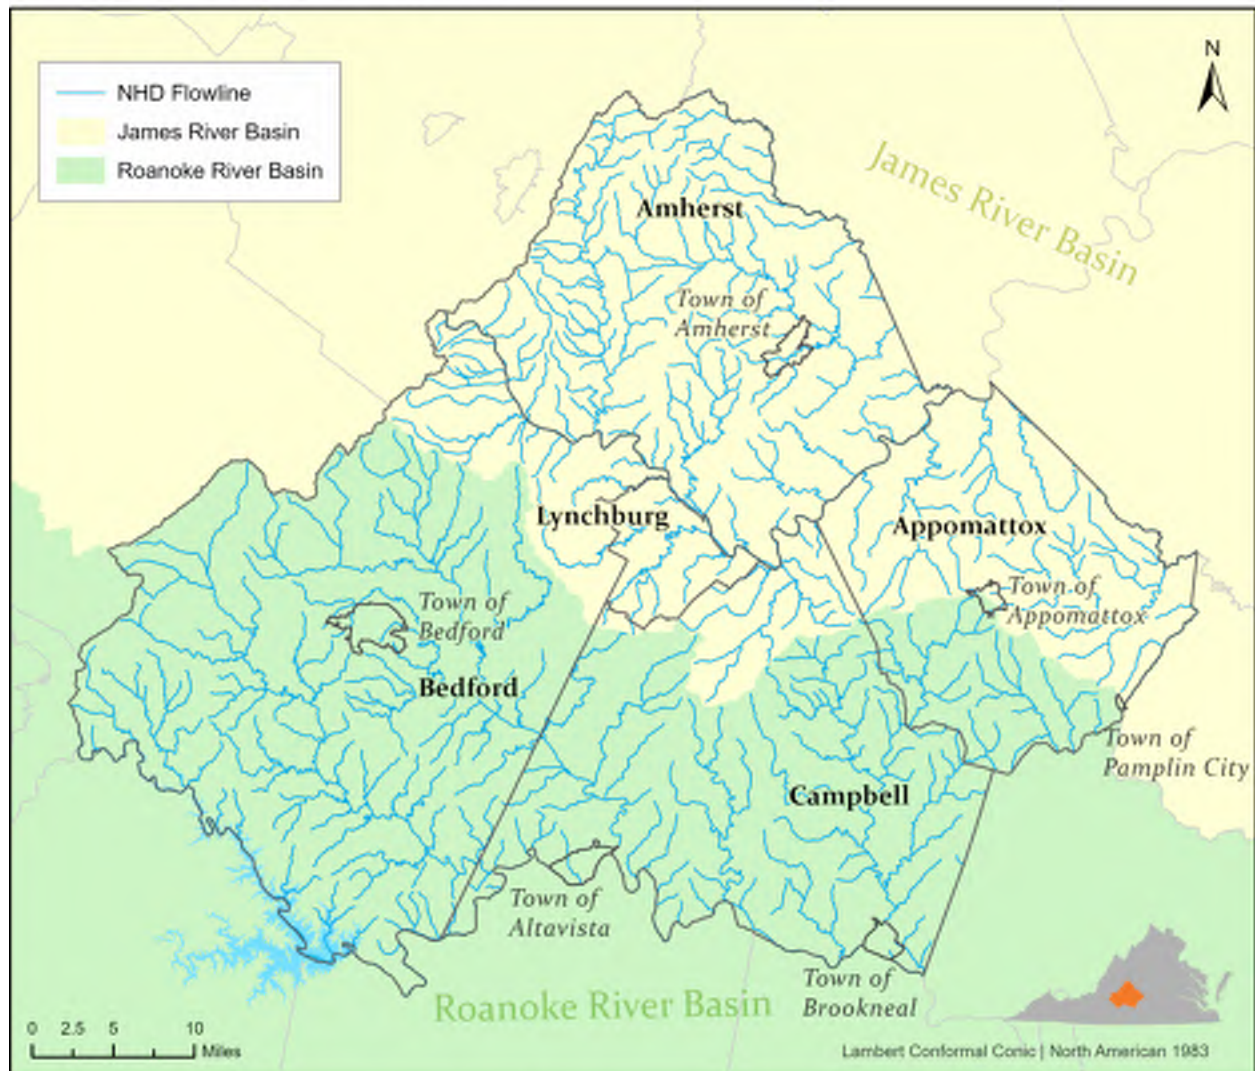 N
NHD Flowline
James River Basin
Roanoke River Basin
James River Basin
Amherst
Town of
Amherst
Lynchburg
Appomattox
Town of
Appomattox
Town of
Bedford
Bedford
Town of
Pamplin City
Campbell
Town of
Altavista
Town of
Brookneal
Roanoke River Basin
0 2.5 5 10
Miles
Lambert Conformal Conic | North American 1983